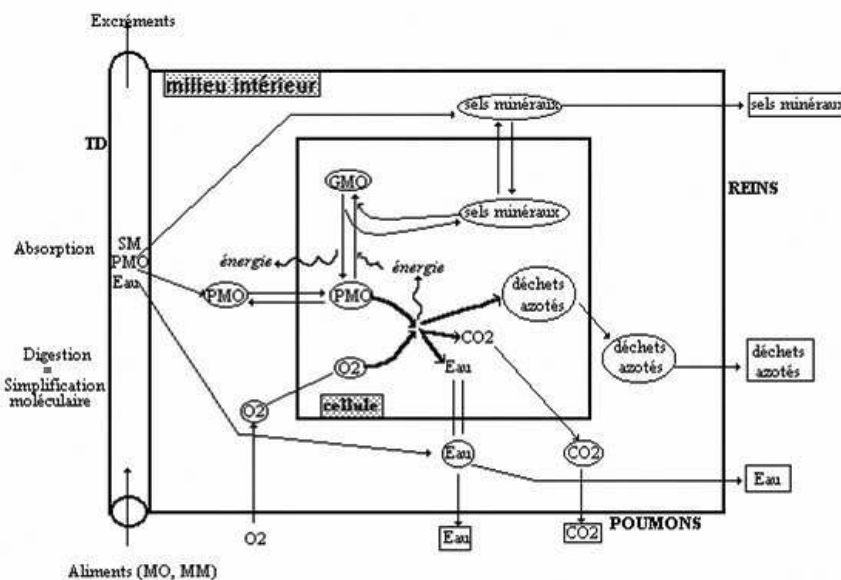 Excréments
milieu intérieur
sels minéraux
sels minéraux
TD
REINS
GMO
sels minéraux
Absorption
SM
PMO
Eau
énergie
énergie
PMO
PMO
déchets
azotés
CO2
Digestion
=
Simplification
moléculaire
O2
Eau
déchets
azotés
déchets
azotés
cellule
O2
Eau
CO2
Eau
POUMONS
O2
Eau
CO2
Aliments (MO, MM)